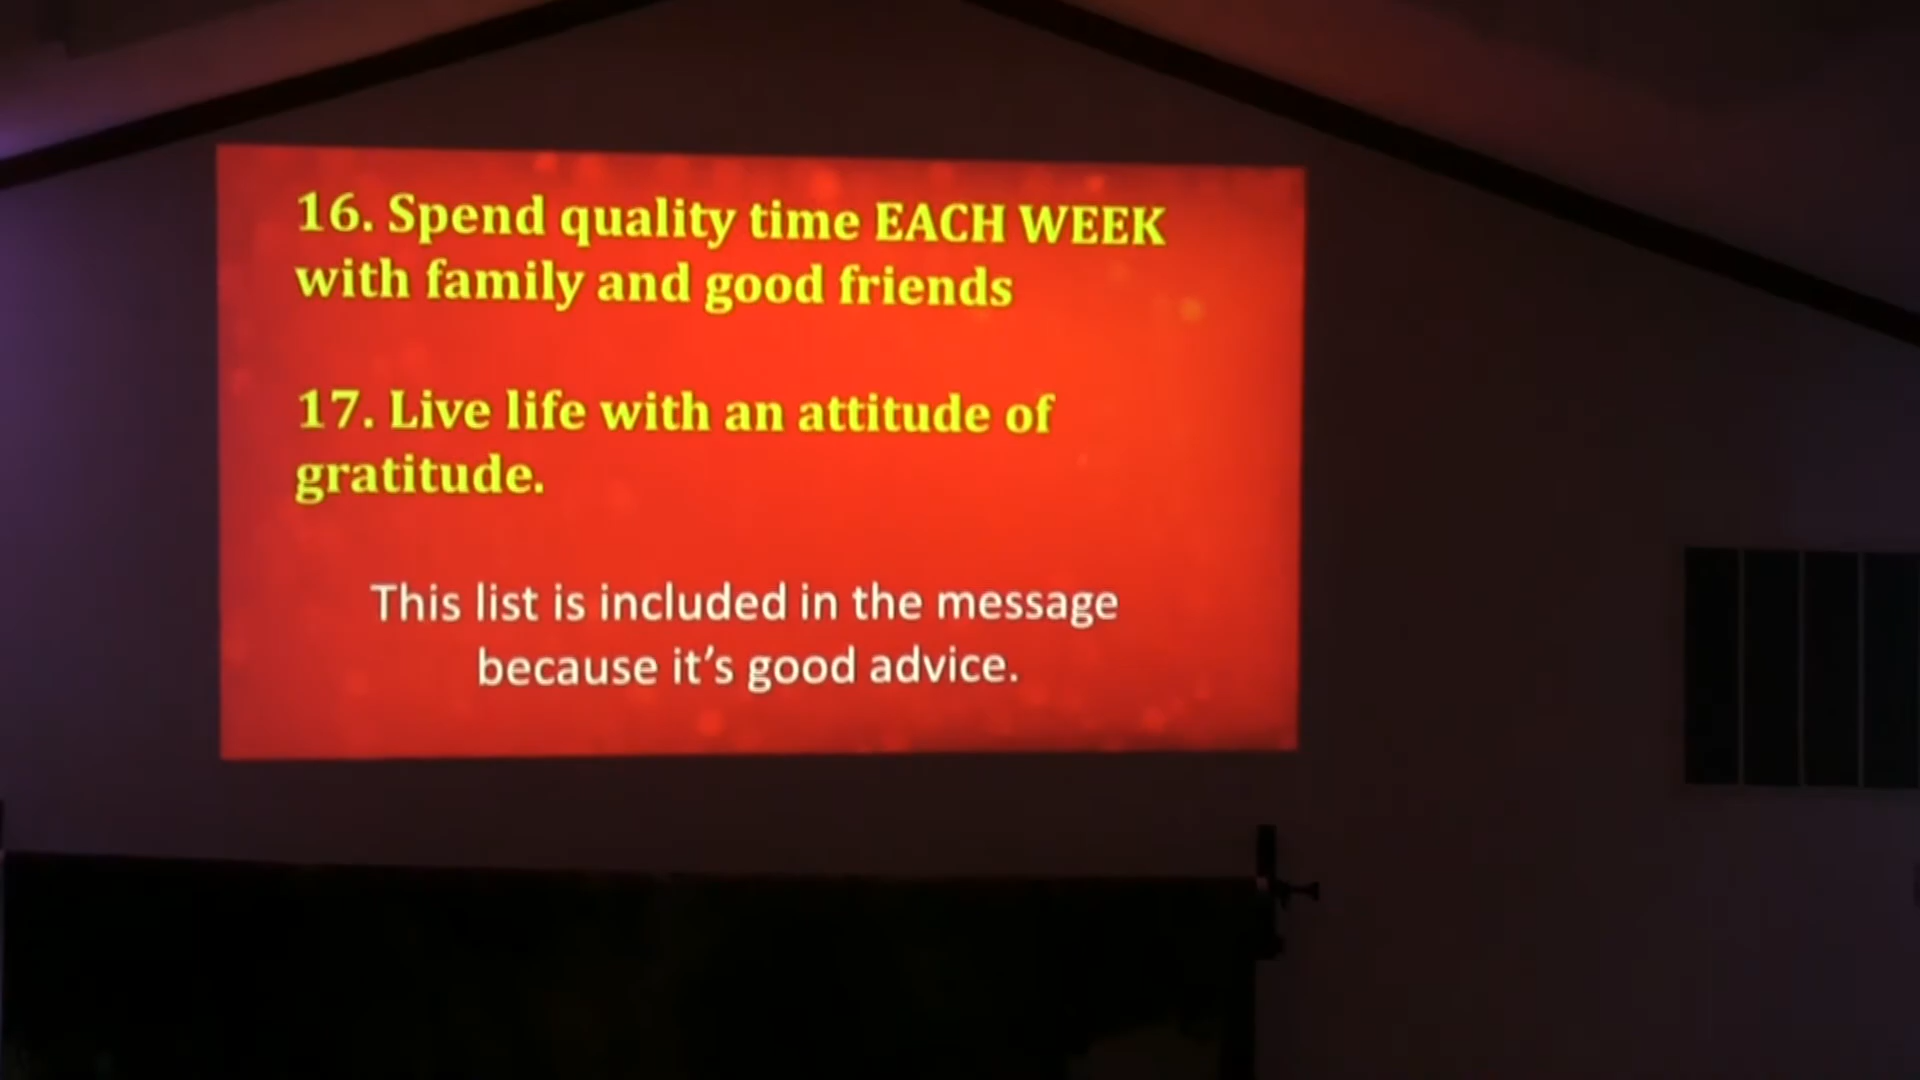 16. Spend quality time EACH WEEK
with family and good friends
17. Live life with an attitude of
gratitude.
This list is included in the message
because it’s good advice.